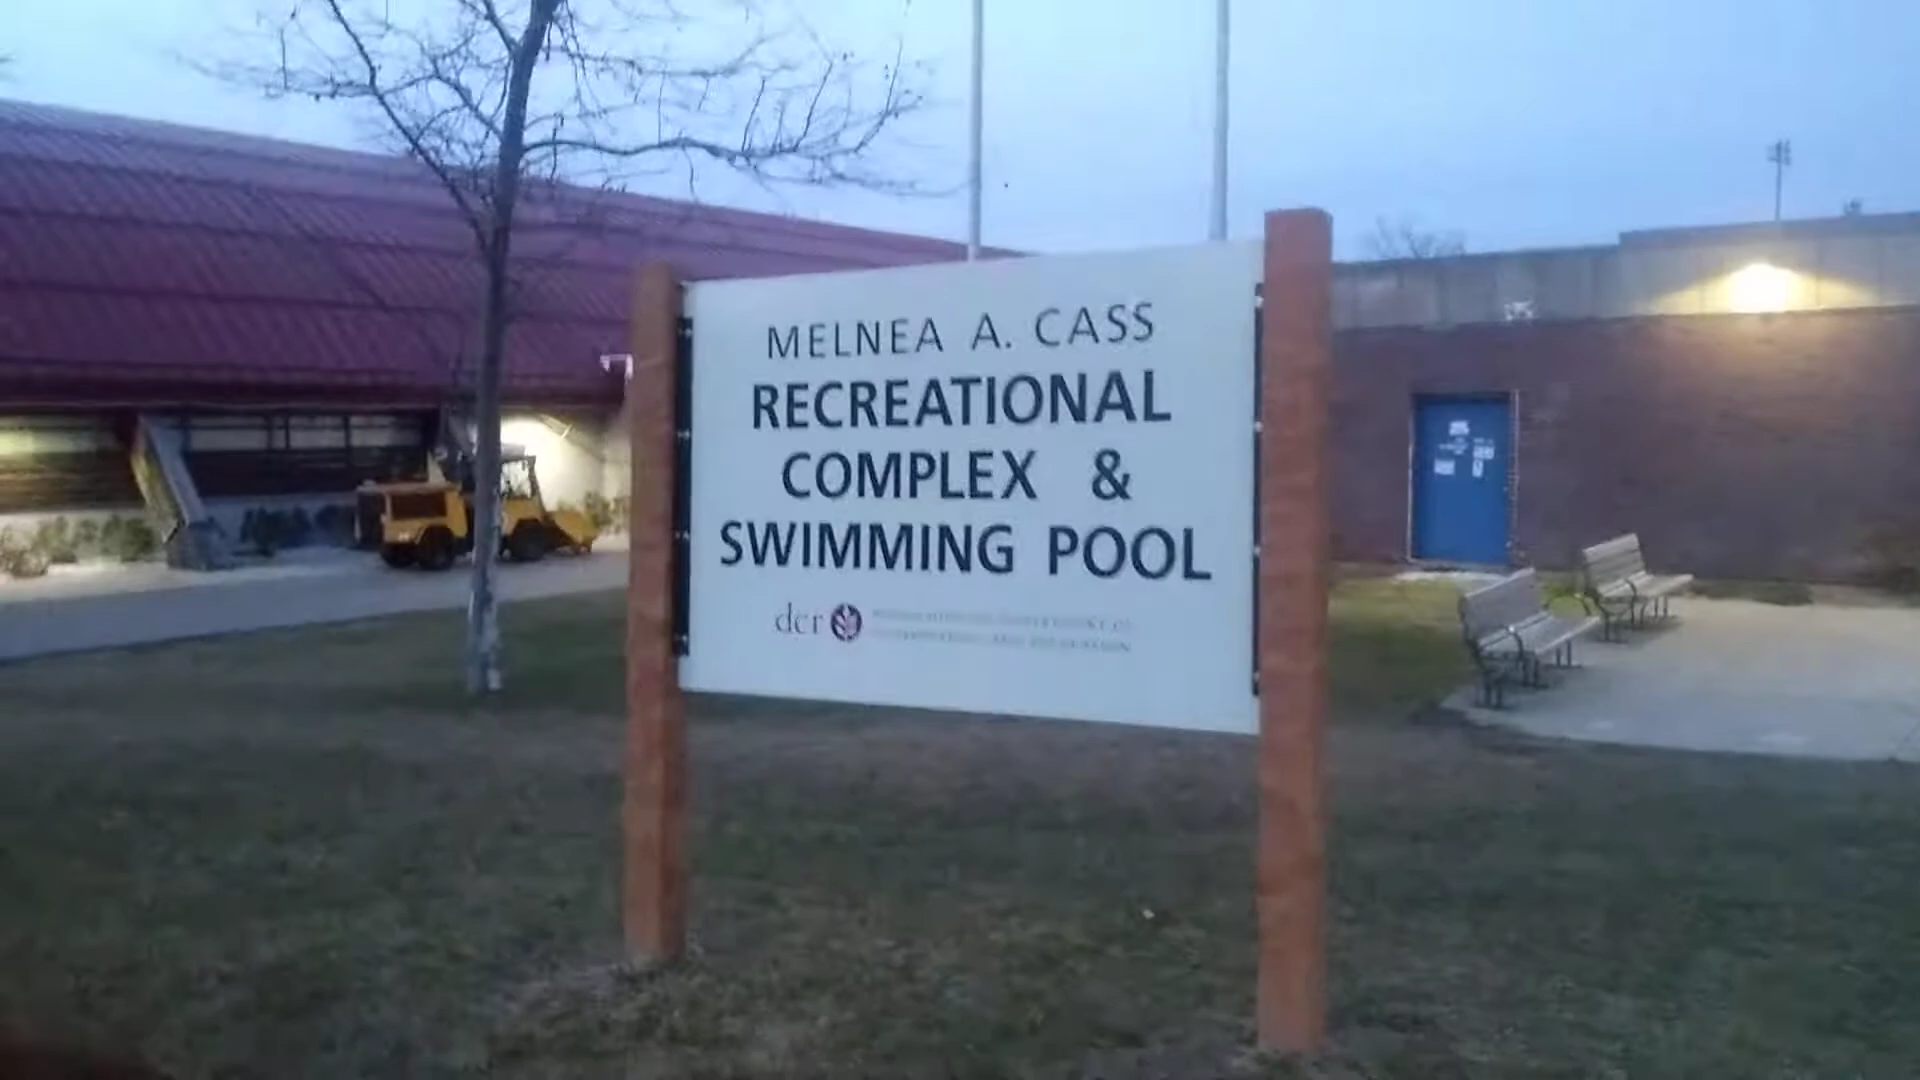 MELNEA A. CASS
RECREATIONAL
COMPLEX &
SWIMMING POOL
dcr